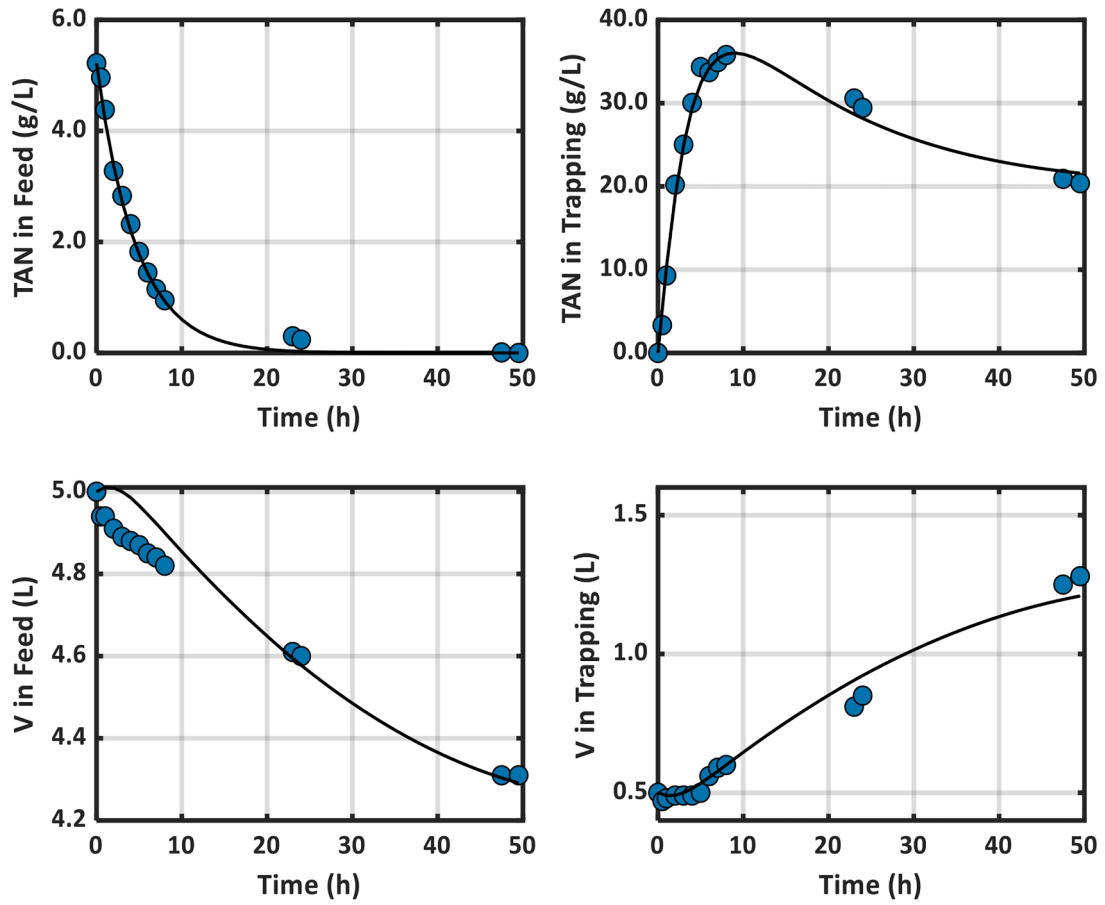 TAN in Feed (g/L)
6.0
4.0
2.0
0.0
0 10 20 30 40 50
Time (h)
TAN in Trapping (g/L)
40.0
30.0
20.0
10.0
0.0
0 10 20 30 40 50
Time (h)
V in Feed (L)
5.0
4.8
4.6
4.4
4.2
0 10 20 30 40 50
Time (h)
V in Trapping (L)
1.5
1.0
0.5
0 10 20 30 40 50
Time (h)